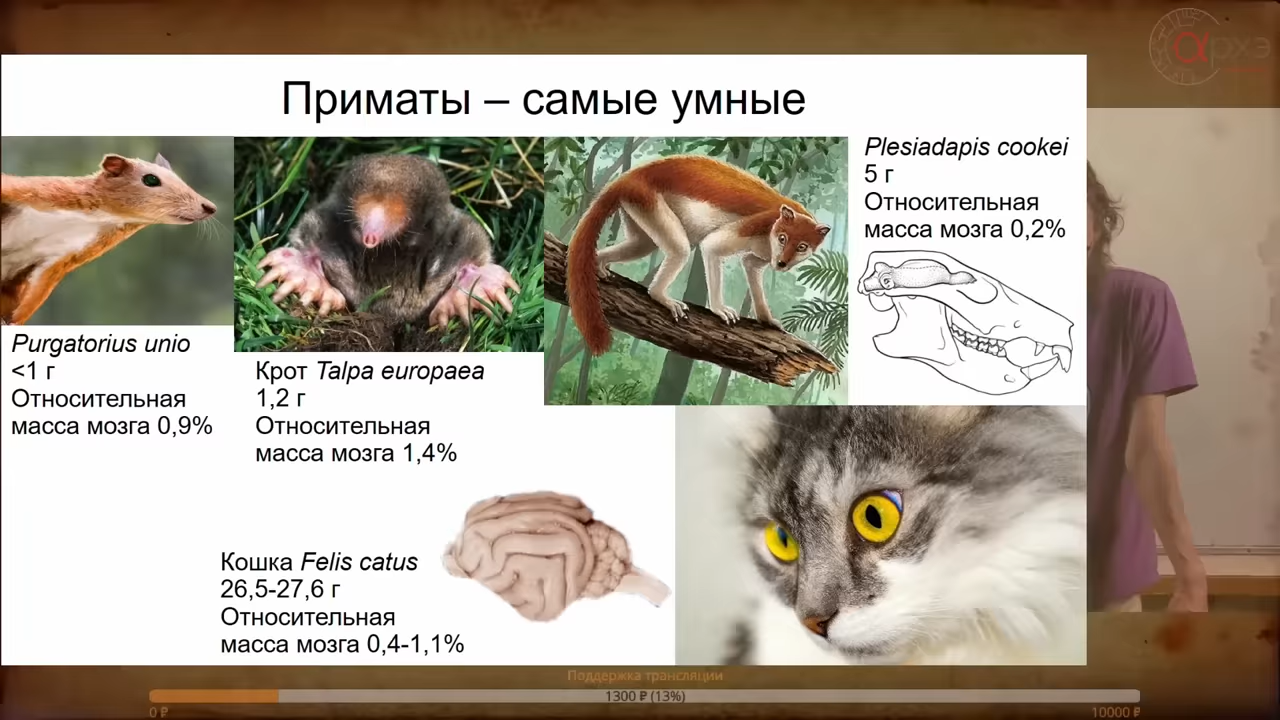 αрхэ
Приматы – самые умные
Purgatorius unio
<1 г
Относительная
масса мозга 0,9%
Крот Talpa europaea
1,2 г
Относительная
масса мозга 1,4%
Plesiadapis cookei
5 г
Относительная
масса мозга 0,2%
Кошка Felis catus
26,5-27,6 г
Относительная
масса мозга 0,4-1,1%
Поддержка трансляции
1300 ₽ (13%)
0 ₽
10000 ₽